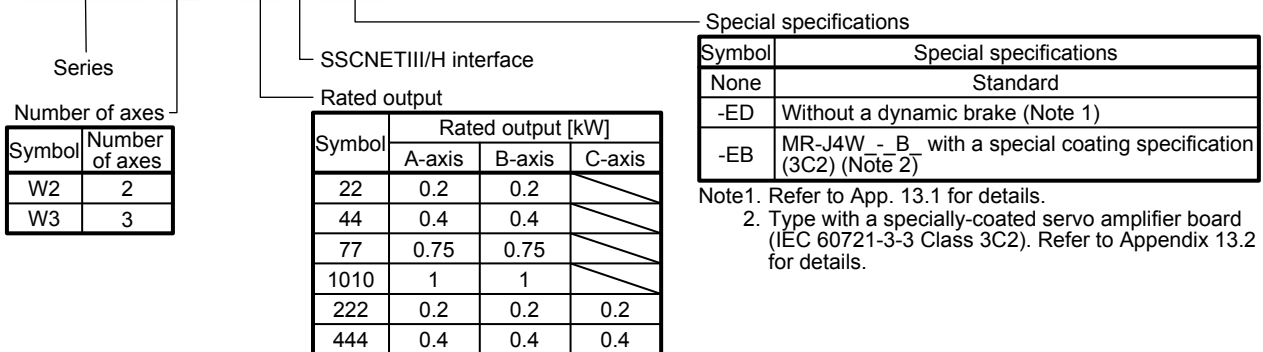 Series
Number of axes
Symbol Number of axes
W2 2
W3 3
SSCNETIII/H interface
Rated output
Symbol Rated output [kW]
A-axis B-axis C-axis
22 0.2 0.2
44 0.4 0.4
77 0.75 0.75
1010 1 1
222 0.2 0.2 0.2
444 0.4 0.4 0.4
Special specifications
Symbol Special specifications
None Standard
-ED Without a dynamic brake (Note 1)
-EB MR-J4W_-_B_ with a special coating specification
(3C2) (Note 2)
Note1. Refer to App. 13.1 for details.
2. Type with a specially-coated servo amplifier board
(IEC 60721-3-3 Class 3C2). Refer to Appendix 13.2
for details.